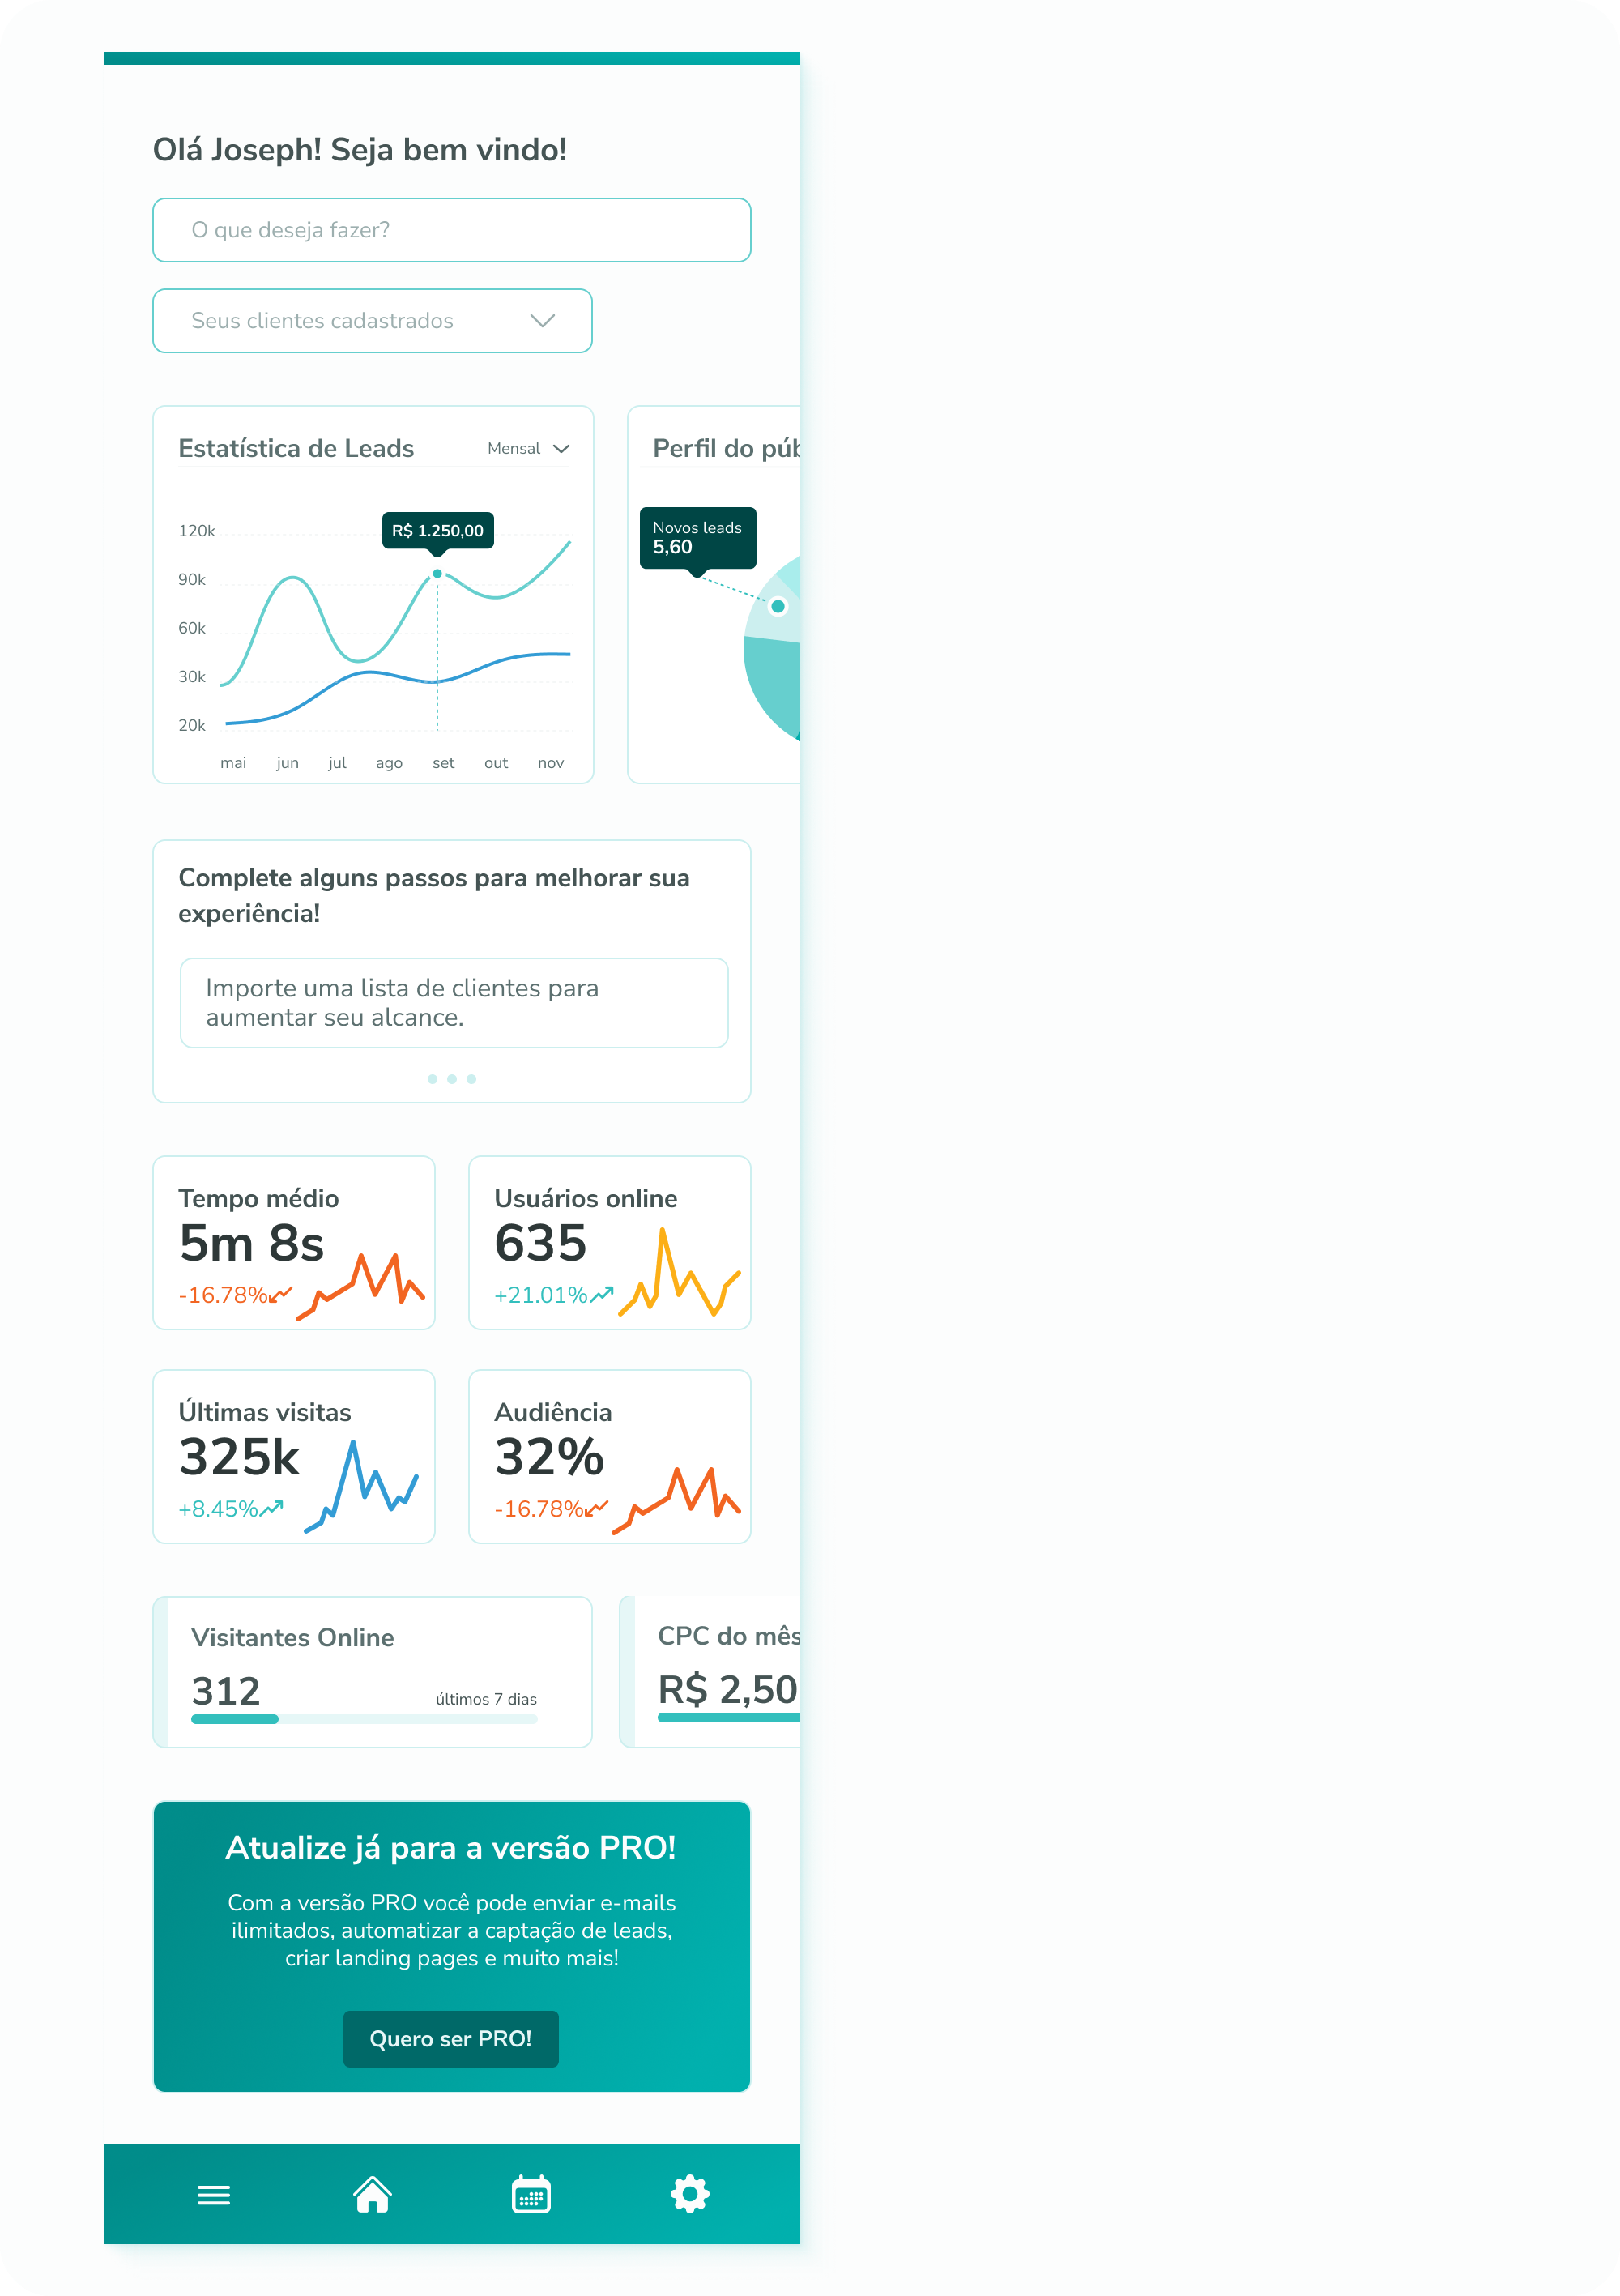 Olá Joseph! Seja bem vindo!
O que deseja fazer?
Seus clientes cadastrados
Estatística de Leads
Mensal
120k
90k
60k
30k
20k
R$ 1.250,00
mai jun jul ago set out nov
Perfil do púb
Novos leads
5,60
Complete alguns passos para melhorar sua
experiência!
Importe uma lista de clientes para
aumentar seu alcance.
Tempo médio
5m 8s
-16.78%
Usuários online
635
+21.01%
Últimas visitas
325k
+8.45%
Audiência
32%
-16.78%
Visitantes Online
312
últimos 7 dias
CPC do mês
R$ 2,50
Atualize já para a versão PRO!
Com a versão PRO você pode enviar e-mails
ilimitados, automatizar a captação de leads,
criar landing pages e muito mais!
Quero ser PRO!